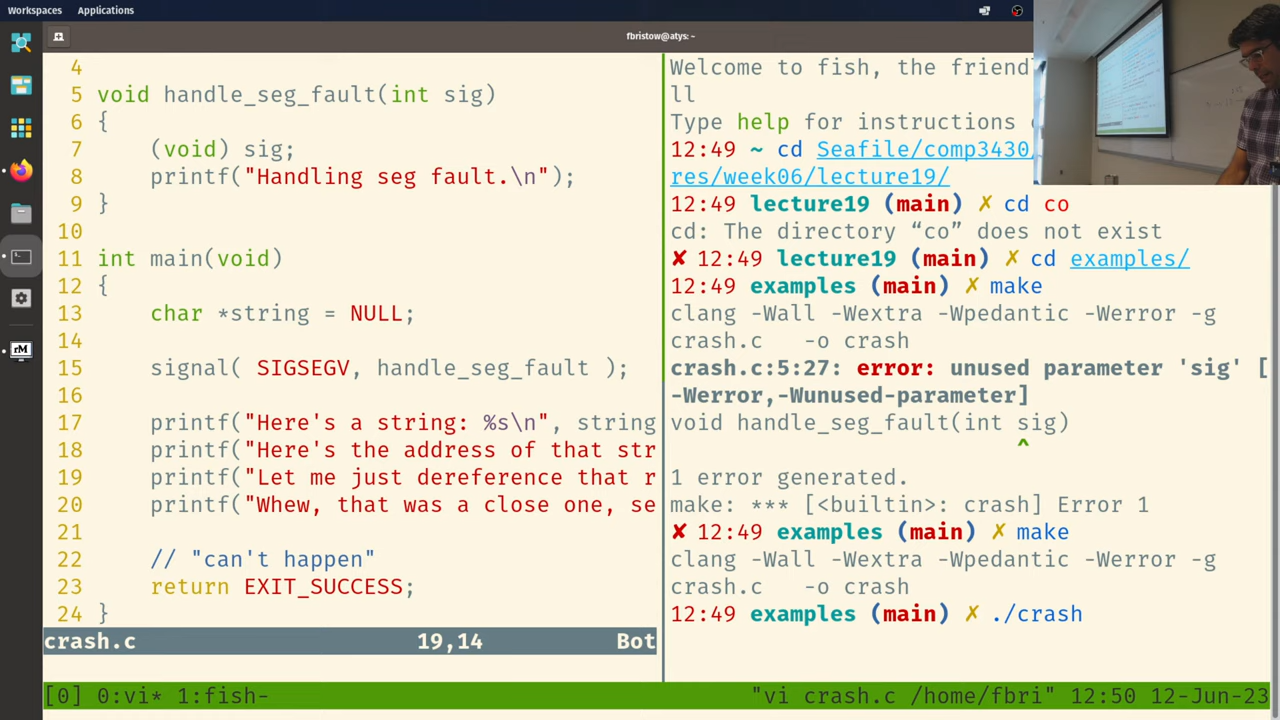 Workspaces Applications
fbristow@atys: ~
4
5 void handle_seg_fault(int sig)
6 {
7 (void) sig;
8 printf("Handling seg fault.\n");
9 }
10
11 int main(void)
12 {
13 char *string = NULL;
14
15 signal( SIGSEGV, handle_seg_fault );
16
17 printf("Here's a string: %s\n", string
18 printf("Here's the address of that str
19 printf("Let me just dereference that r
20 printf("Whew, that was a close one, se
21
22 // "can't happen"
23 return EXIT_SUCCESS;
24 }
crash.c 19,14 Bot
Welcome to fish, the friend
ll
Type help for instructions
12:49 ~ cd Seafile/comp3430/
res/week06/lecture19/
12:49 lecture19 (main) ✗ cd co
cd: The directory “co” does not exist
✘ 12:49 lecture19 (main) ✗ cd examples/
12:49 examples (main) ✗ make
clang -Wall -Wextra -Wpedantic -Werror -g
crash.c -o crash
crash.c:5:27: error: unused parameter 'sig' [
-Werror,-Wunused-parameter]
void handle_seg_fault(int sig)
^
1 error generated.
make: *** [<builtin>: crash] Error 1
✘ 12:49 examples (main) ✗ make
clang -Wall -Wextra -Wpedantic -Werror -g
crash.c -o crash
12:49 examples (main) ✗ ./crash
[0] 0:vi* 1:fish- "vi crash.c /home/fbri" 12:50 12-Jun-23
rM